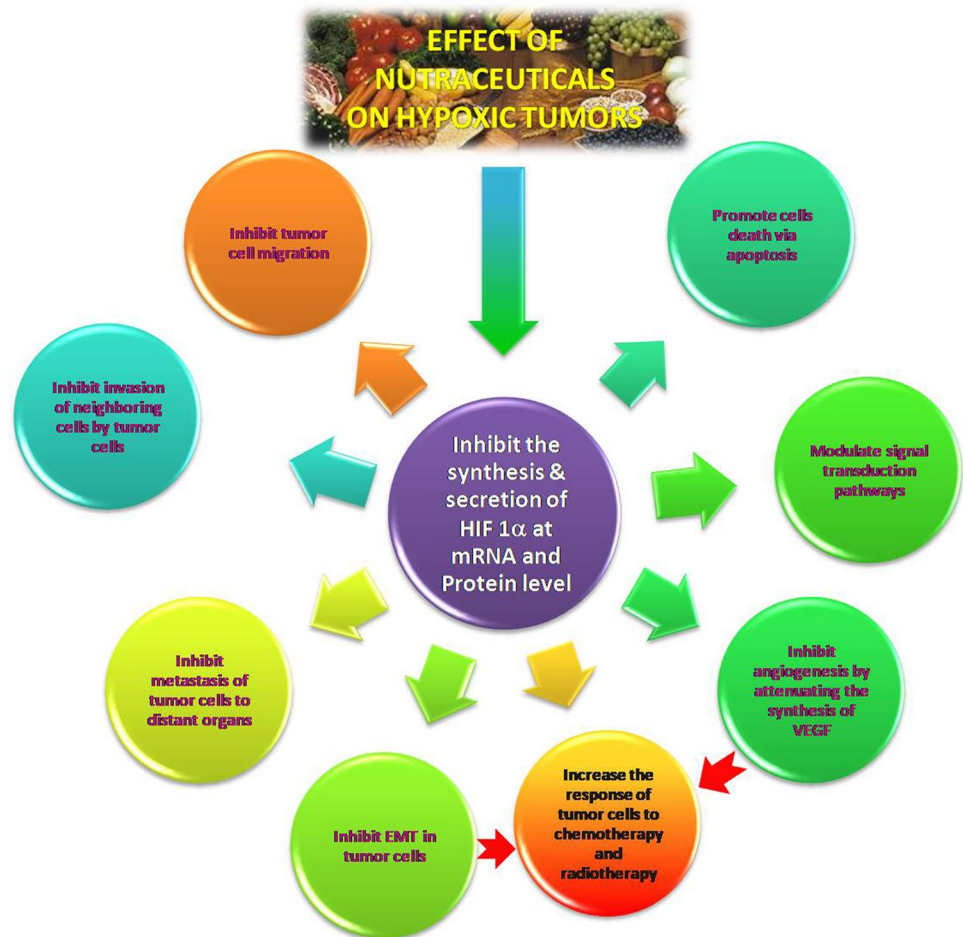 EFFECT OF
NUTRACEUTICALS
ON HYPOXIC TUMORS
Inhibit tumor
cell migration
Promote cells
death via
apoptosis
Inhibit invasion
of neighboring
cells by tumor
cells
Inhibit the
synthesis &
secretion of
HIF 1α at
mRNA and
Protein level
Modulate signal
transduction
pathways
Inhibit
metastasis of
tumor cells to
distant organs
Inhibit
angiogenesis by
attenuating the
synthesis of
VEGF
Inhibit EMT in
tumor cells
Increase the
response of
tumor cells to
chemotherapy
and
radiotherapy